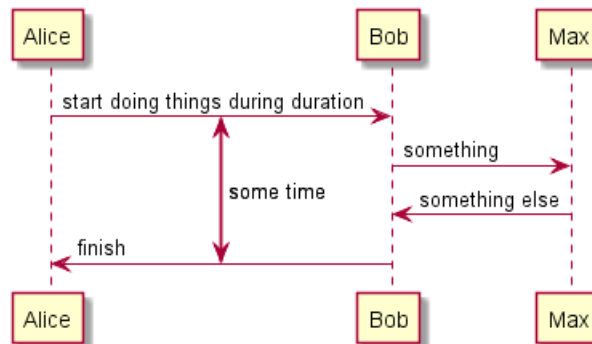 Alice
Bob
Max
start doing things during duration
something
some time
something else
finish
Alice
Bob
Max